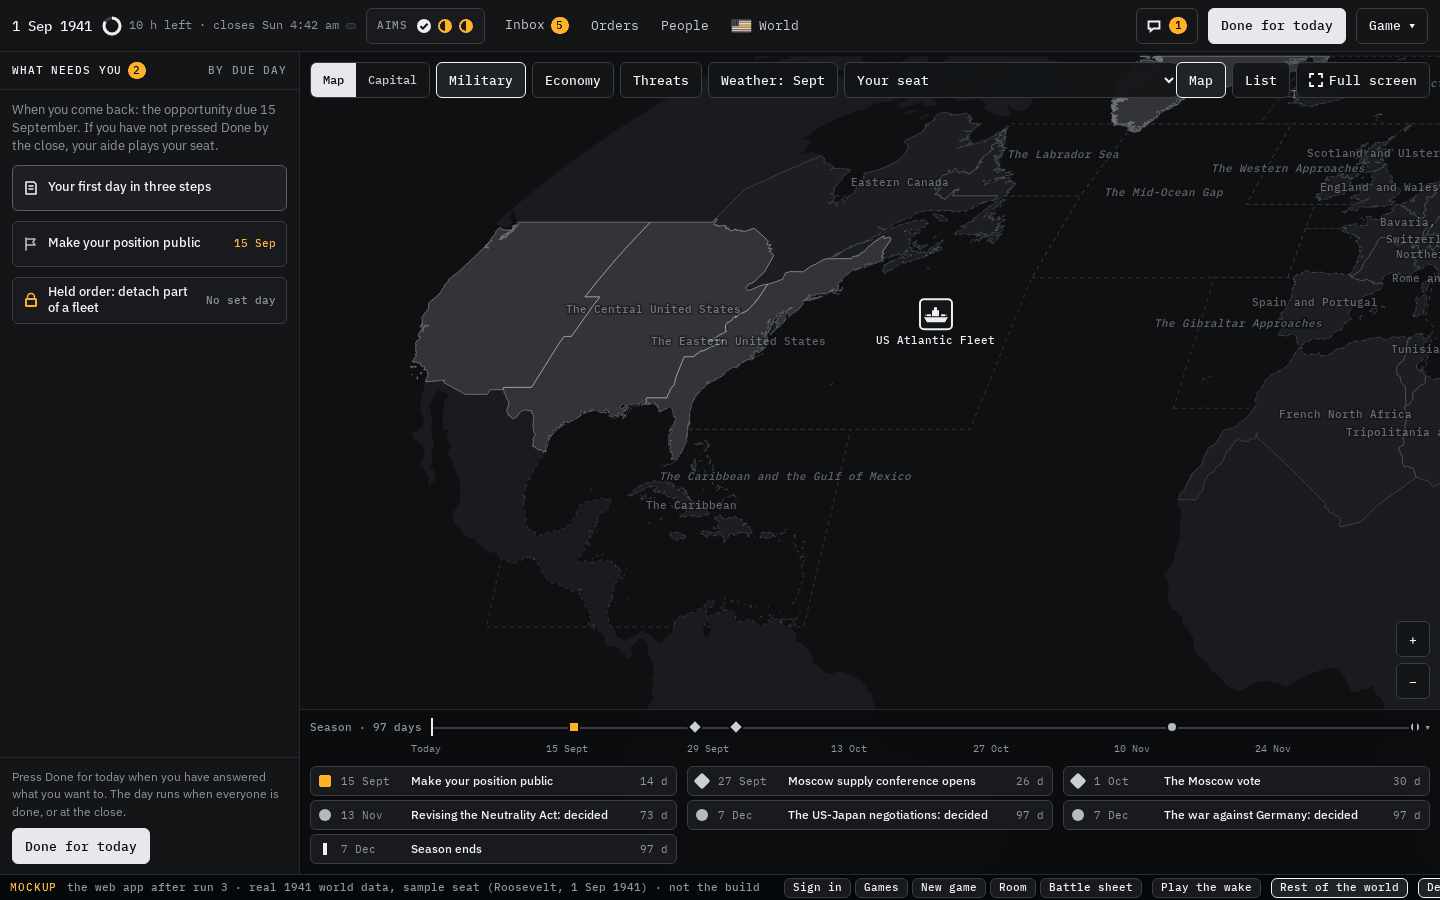 1 Sep 1941 10 h left · closes Sun 4:42 am AIMS Inbox 5 Orders People World 1 Done for today Game ▾
WHAT NEEDS YOU 2 BY DUE DAY
When you come back: the opportunity due 15
September. If you have not pressed Done by
the close, your aide plays your seat.
Your first day in three steps
Make your position public 15 Sep
Held order: detach part
of a fleet
No set day
Press Done for today when you have answered
what you want to. The day runs when everyone is
done, or at the close.
Done for today
Map Capital Military Economy Threats Weather: Sept Your seat Map List Full screen
The Labrador Sea
Scotland and Ulster
The Western Approaches
Eastern Canada
England and Wales
The Mid-Ocean Gap
Bavaria,
Switzerl
Northe
Rome an
Spain and Portugal
The Central United States
The Gibraltar Approaches
US Atlantic Fleet
The Eastern United States
Tunisia
French North Africa
Tripolitania a
The Caribbean and the Gulf of Mexico
The Caribbean
+
−
Season · 97 days
Today 15 Sept 29 Sept 13 Oct 27 Oct 10 Nov 24 Nov
15 Sept Make your position public 14 d
27 Sept Moscow supply conference opens 26 d
1 Oct The Moscow vote 30 d
13 Nov Revising the Neutrality Act: decided 73 d
7 Dec The US-Japan negotiations: decided 97 d
7 Dec The war against Germany: decided 97 d
7 Dec Season ends 97 d
MOCKUP the web app after run 3 · real 1941 world data, sample seat (Roosevelt, 1 Sep 1941) · not the build Sign in Games New game Room Battle sheet Play the wake Rest of the world De